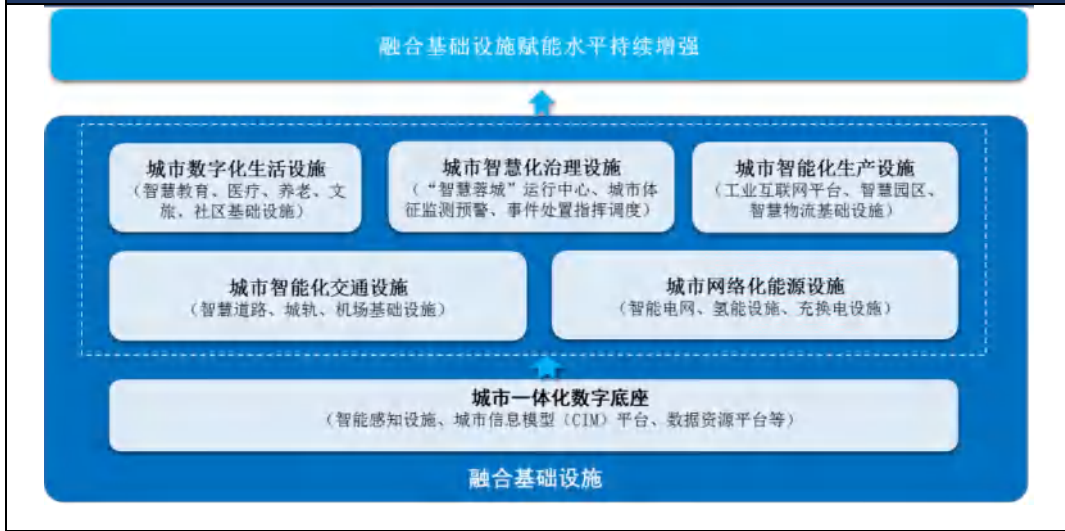 融合基础设施赋能水平持续增强
城市数字化生活设施
（智慧教育、医疗、养老、文
旅、社区基础设施）
城市智慧化治理设施
（“智慧蓉城”运行中心、城市体
征监测预警、事件处置指挥调度）
城市智能化生产设施
（工业互联网平台、智慧园区、
智慧物流基础设施）
城市智能化交通设施
（智慧道路、城轨、机场基础设施）
城市网络化能源设施
（智能电网、氢能设施、充换电设施）
城市一体化数字底座
（智能感知设施、城市信息模型（CIM）平台、数据资源平台等）
融合基础设施